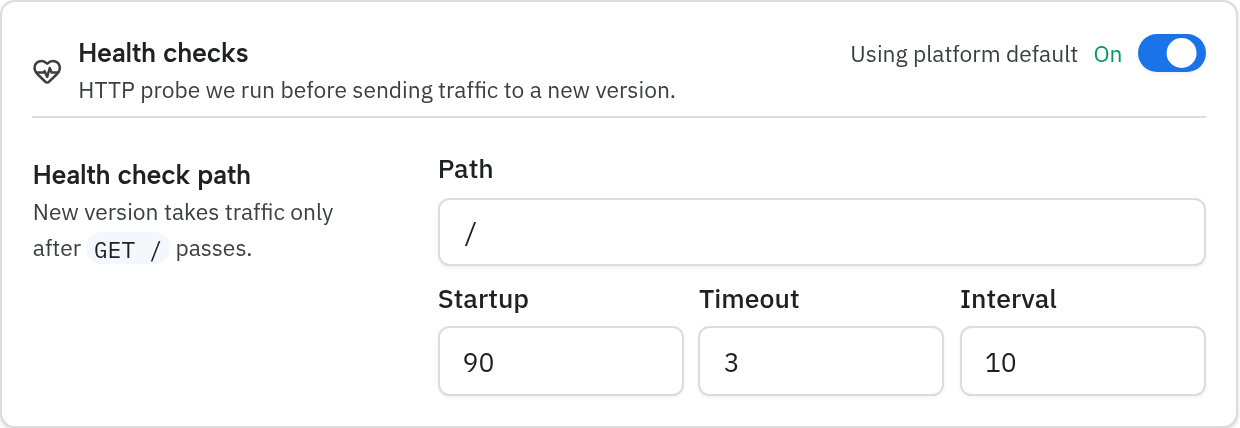 Health checks
Using platform default On
HTTP probe we run before sending traffic to a new version.
Health check path
New version takes traffic only
after GET / passes.
Path
/
Startup Timeout Interval
90 3 10